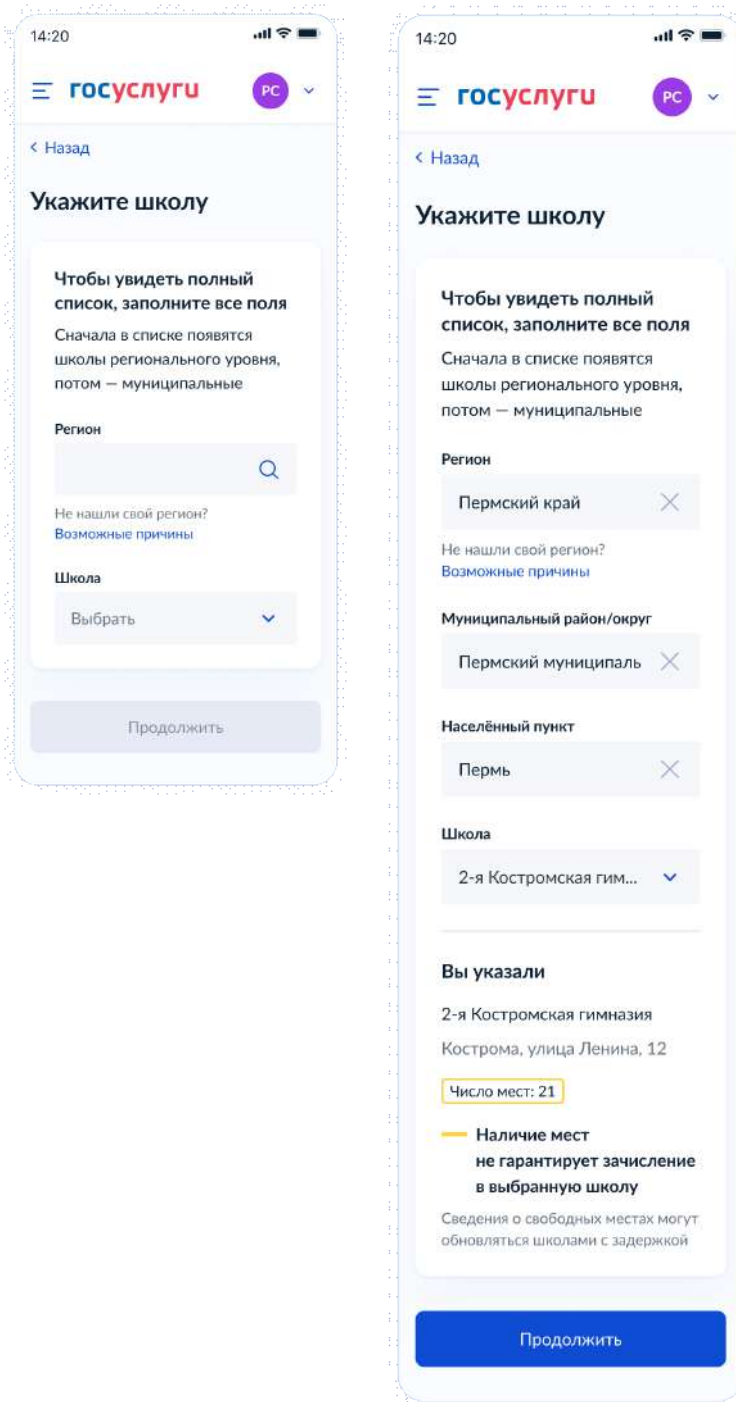 14:20
госуслуги
РС
Назад
Укажите школу
Чтобы увидеть полный
список, заполните все поля
Сначала в списке появятся
школы регионального уровня,
потом — муниципальные
Регион
Не нашли свой регион?
Возможные причины
Школа
Выбрать
Продолжить
14:20
госуслуги
РС
Назад
Укажите школу
Чтобы увидеть полный
список, заполните все поля
Сначала в списке появятся
школы регионального уровня,
потом — муниципальные
Регион
Пермский край
Не нашли свой регион?
Возможные причины
Муниципальный район/округ
Пермский муниципаль
Населённый пункт
Пермь
Школа
2-я Костромская гим...
Вы указали
2-я Костромская гимназия
Кострома, улица Ленина, 12
Число мест: 21
Наличие мест
не гарантирует зачисление
в выбранную школу
Сведения о свободных местах могут
обновляться школами с задержкой
Продолжить